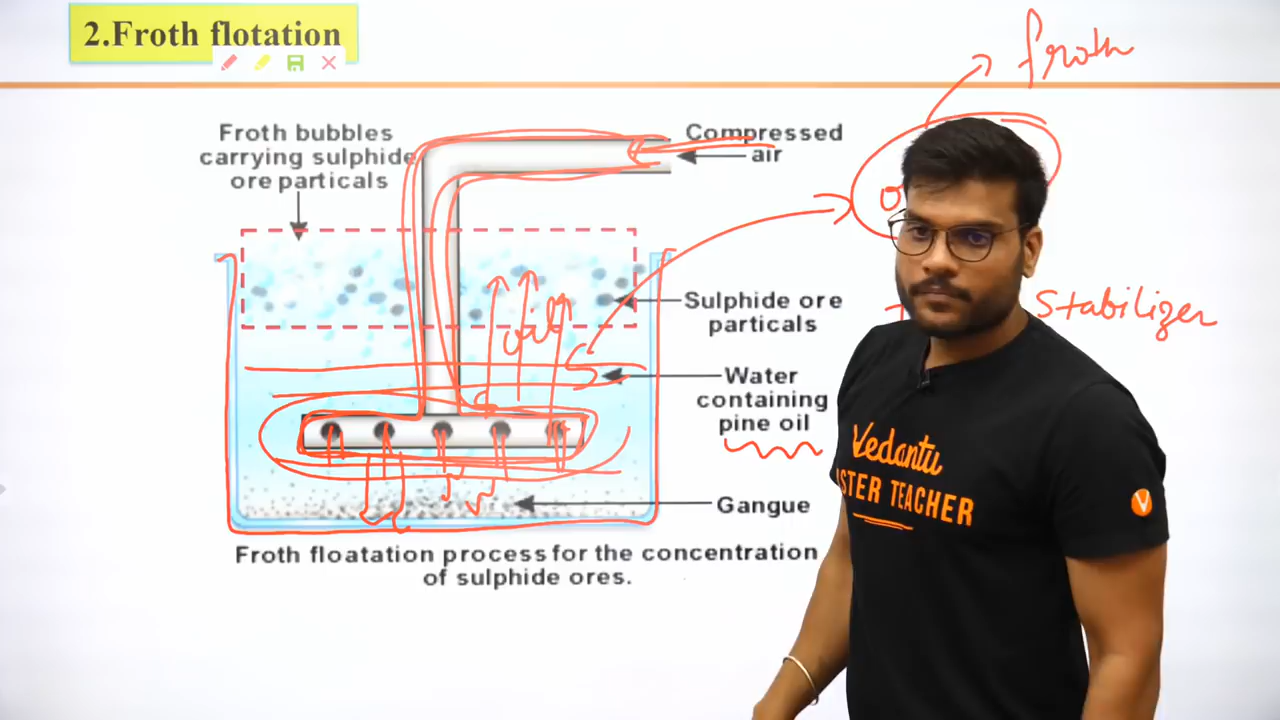 2.Froth flotation
froth
Froth bubbles
carrying sulphide
ore particals
Compressed
air
Sulphide ore
particals
Stabilizer
oil
Water
containing
pine oil
Gangue
Froth floatation process for the concentration
of sulphide ores.
Vedantu
STER TEACHER
V